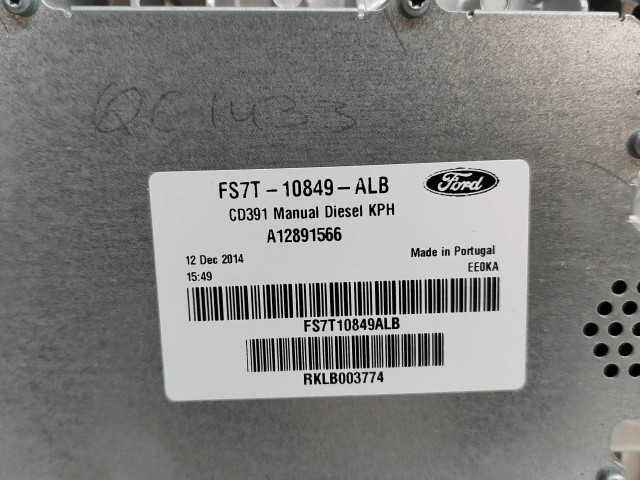 QC1433
FS7T-10849-ALB
Ford
CD391 Manual Diesel KPH
A12891566
12 Dec 2014
Made in Portugal
15:49
EE0KA
FS7T10849ALB
RKLB003774